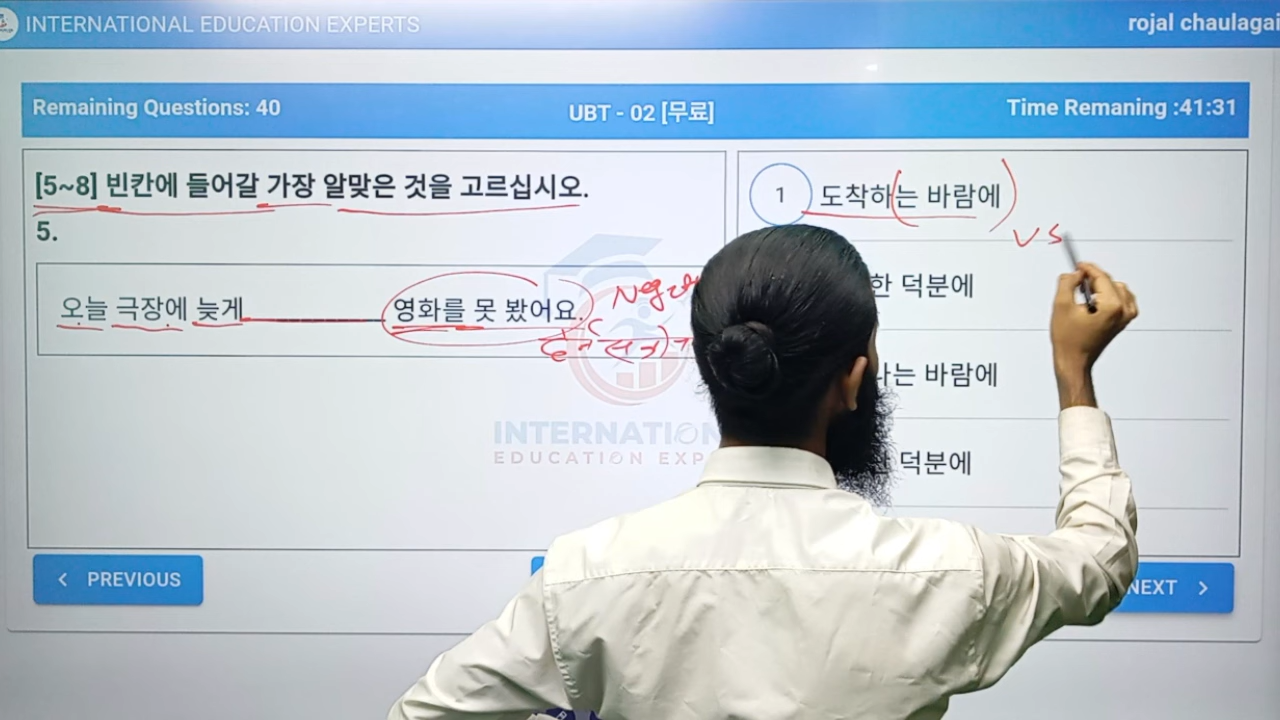 INTERNATIONAL EDUCATION EXPERTS
rojal chaulagai
Remaining Questions: 40
UBT - 02 [무료]
Time Remaning :41:31
[5~8] 빈칸에 들어갈 가장 알맞은 것을 고르십시오.
5.
오늘 극장에 늦게 영화를 못 봤어요.
1 도착하는 바람에
vs
한 덕분에
나는 바람에
덕분에
INTERNATION
EDUCATION EXP
PREVIOUS
NEXT